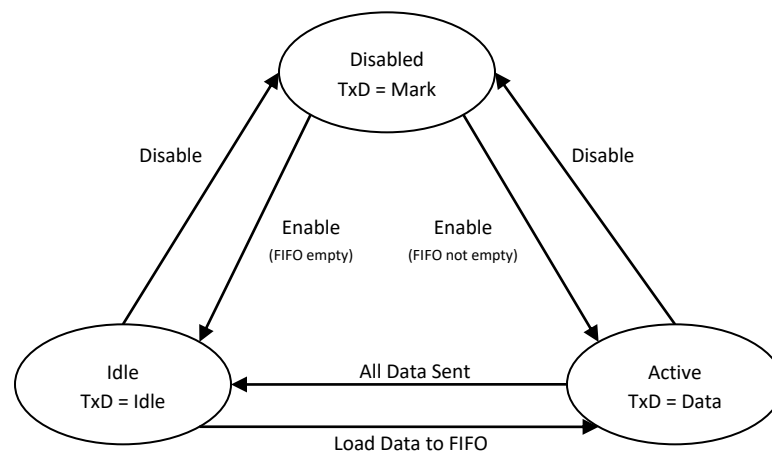 Disabled
TxD = Mark
Disable
Disable
Enable
(FIFO empty)
Enable
(FIFO not empty)
Idle
TxD = Idle
All Data Sent
Active
TxD = Data
Load Data to FIFO